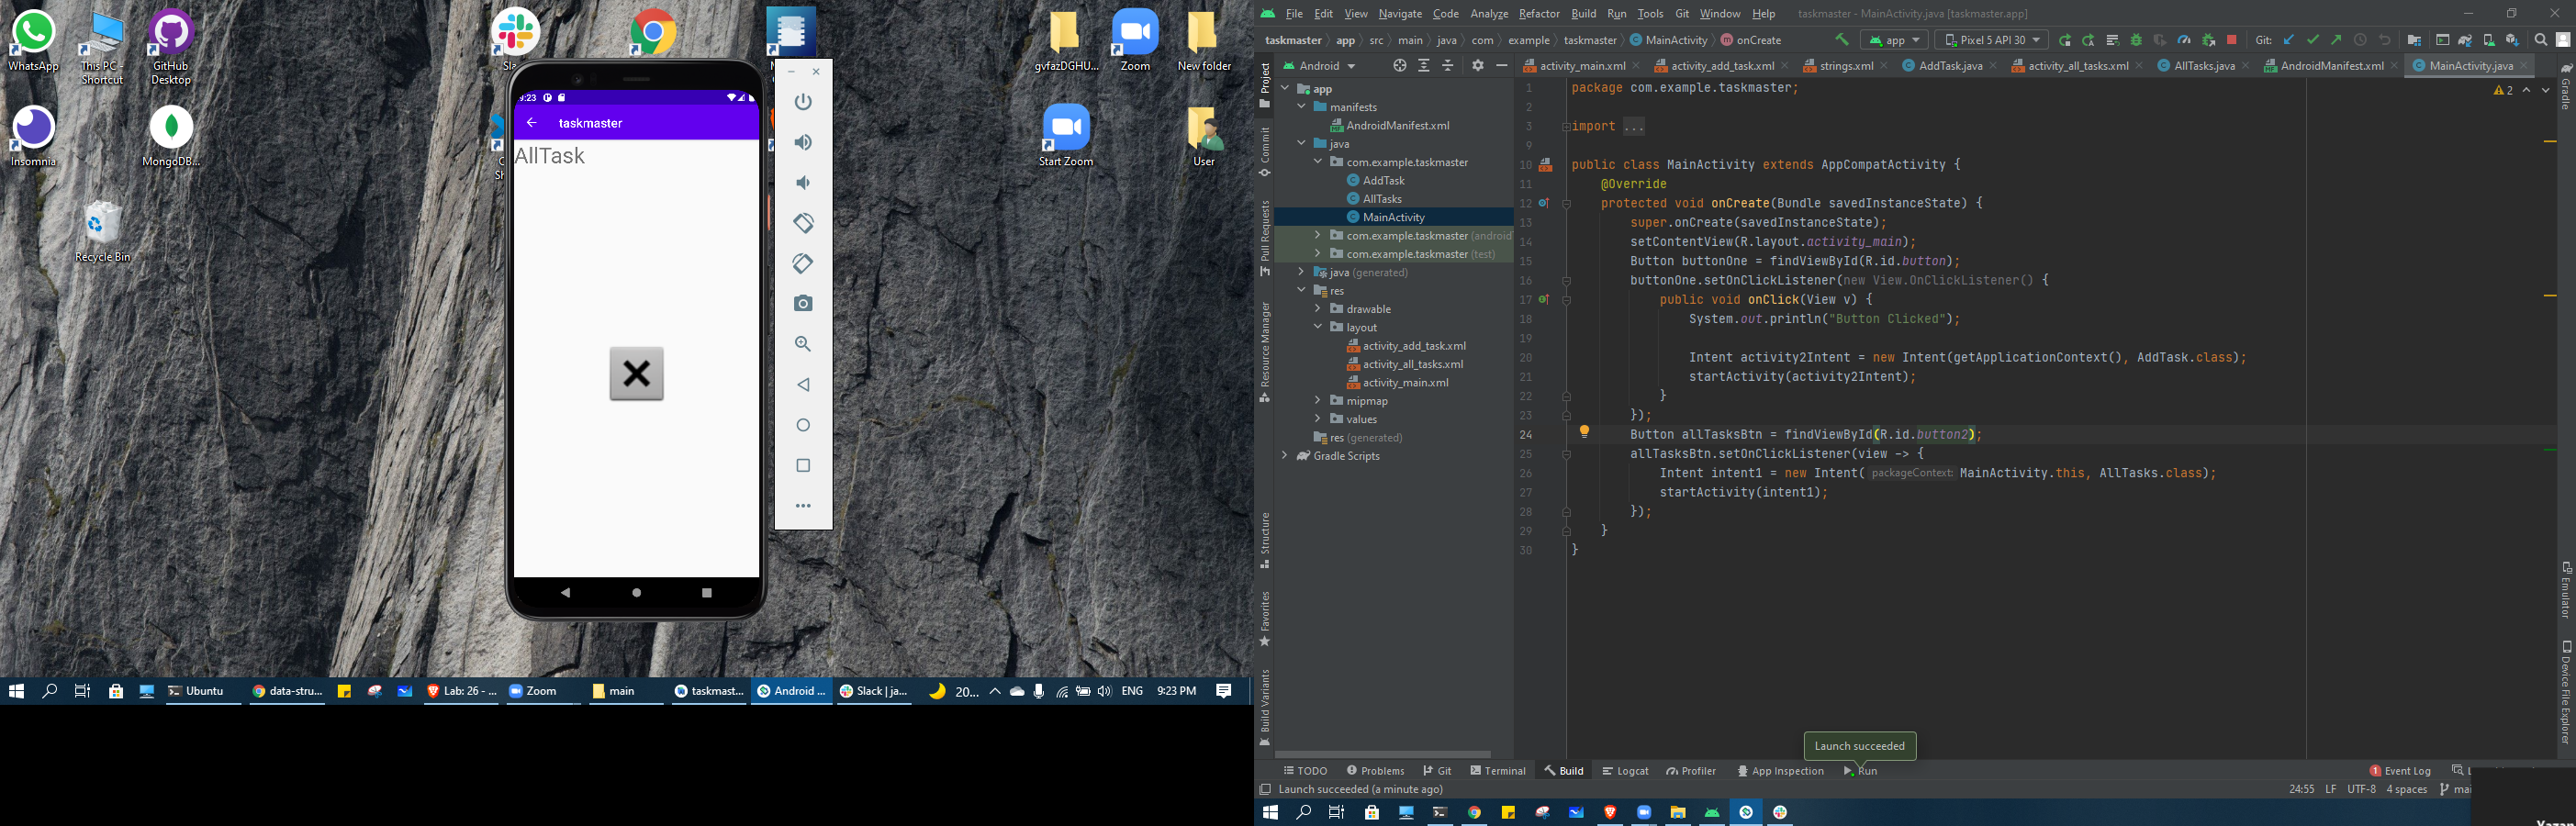 WhatsApp
This PC - Shortcut
GitHub Desktop
gvfazDGHU...
Zoom
New folder
Insomnia
MongoDB...
Start Zoom
User
Recycle Bin
9:23
taskmaster
AllTask
Ubuntu
data-stru...
Lab: 26 - ...
Zoom
main
taskmast...
Android ...
Slack | ja...
20...
ENG
9:23 PM
File Edit View Navigate Code Analyze Refactor Build Run Tools Git Window Help
taskmaster - MainActivity.java [taskmaster.app]
taskmaster app src main java com example taskmaster MainActivity onCreate
app
Pixel 5 API 30
Git:
Android
activity_main.xml
activity_add_task.xml
strings.xml
AddTask.java
activity_all_tasks.xml
AllTasks.java
AndroidManifest.xml
MainActivity.java
Project
Commit
Pull Requests
Resource Manager
Structure
Favorites
Build Variants
app
manifests
AndroidManifest.xml
java
com.example.taskmaster
AddTask
AllTasks
MainActivity
com.example.taskmaster (android
com.example.taskmaster (test)
java (generated)
res
drawable
layout
activity_add_task.xml
activity_all_tasks.xml
activity_main.xml
mipmap
values
res (generated)
Gradle Scripts
2
1 package com.example.taskmaster;
2
3 import ...
9
10 public class MainActivity extends AppCompatActivity {
11 @Override
12 protected void onCreate(Bundle savedInstanceState) {
13 super.onCreate(savedInstanceState);
14 setContentView(R.layout.activity_main);
15 Button buttonOne = findViewById(R.id.button);
16 buttonOne.setOnClickListener(new View.OnClickListener() {
17 public void onClick(View v) {
18 System.out.println("Button Clicked");
19
20 Intent activity2Intent = new Intent(getApplicationContext(), AddTask.class);
21 startActivity(activity2Intent);
22 }
23 });
24 Button allTasksBtn = findViewById(R.id.button2);
25 allTasksBtn.setOnClickListener(view -> {
26 Intent intent1 = new Intent( packageContext: MainActivity.this, AllTasks.class);
27 startActivity(intent1);
28 });
29 }
30 }
Gradle
Emulator
Device File Explorer
Launch succeeded
TODO
Problems
Git
Terminal
Build
Logcat
Profiler
App Inspection
Run
1 Event Log
Launch succeeded (a minute ago)
24:55 LF UTF-8 4 spaces